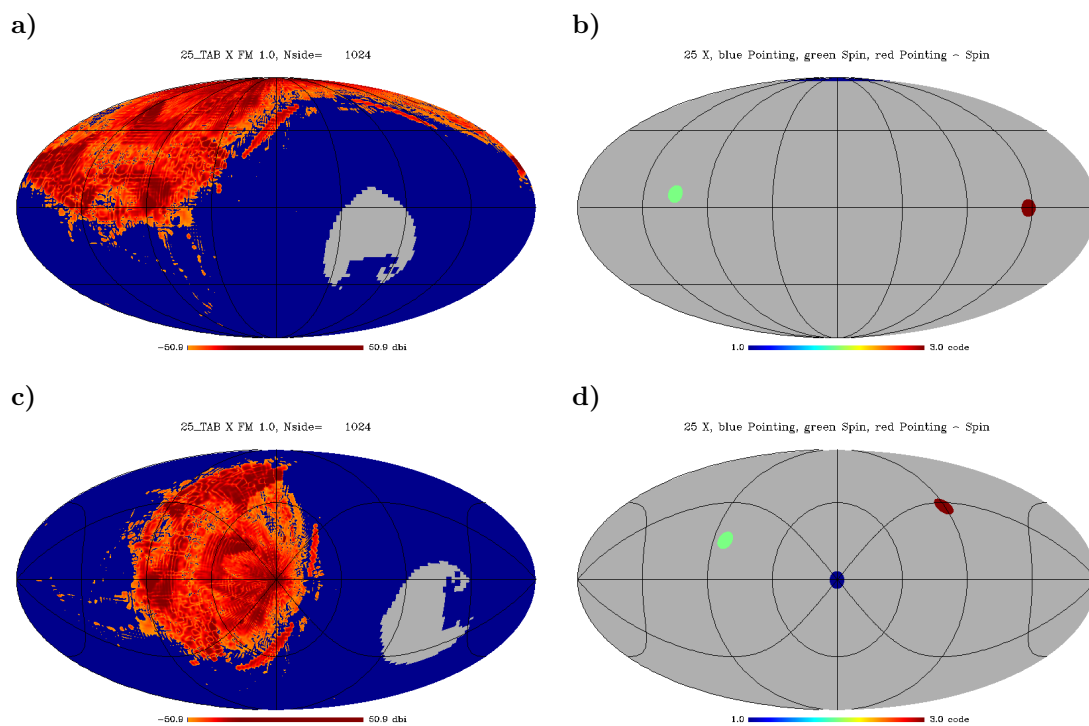 a)
25_TAB X FM 1.0, Nside= 1024
-50.9 50.9 dbi
b)
25 X, blue Pointing, green Spin, red Pointing ~ Spin
1.0 3.0 code
c)
25_TAB X FM 1.0, Nside= 1024
-50.9 50.9 dbi
d)
25 X, blue Pointing, green Spin, red Pointing ~ Spin
1.0 3.0 code